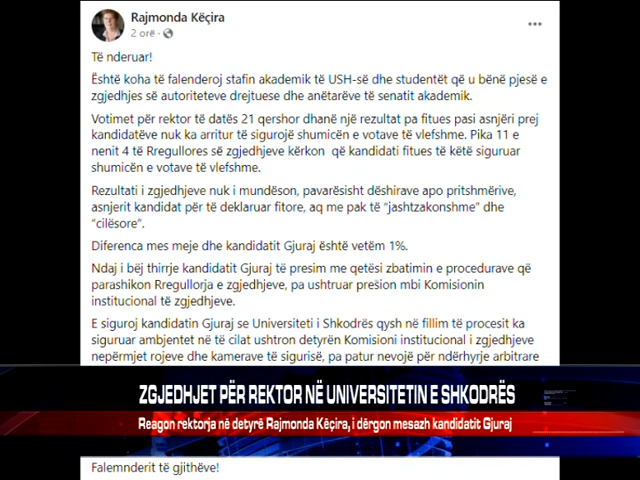 Rajmonda Këçira
2 orë
Të nderuar!
Është koha të falenderoj stafin akademik të USH-së dhe studentët që u bënë pjesë e
zgjedhjes së autoriteteve drejtuese dhe anëtarëve të senatit akademik.
Votimet për rektor të datës 21 qershor dhanë një rezultat pa fitues pasi asnjëri prej
kandidatëve nuk ka arritur të sigurojë shumicën e votave të vlefshme. Pika 11 e
nenit 4 të Rregullores së zgjedhjeve kërkon që kandidati fitues të këtë siguruar
shumicën e votave të vlefshme.
Rezultati i zgjedhjeve nuk i mundëson, pavarësisht dëshirave apo pritshmërive,
asnjerit kandidat për të deklaruar fitore, aq me pak të “jashtzakonshme” dhe
“cilësore”.
Diferenca mes meje dhe kandidatit Gjuraj është vetëm 1%.
Ndaj i bëj thirrje kandidatit Gjuraj të presim me qetësi zbatimin e procedurave që
parashikon Rregullorja e zgjedhjeve, pa ushtruar presion mbi Komisionin
institucional të zgjedhjeve.
E siguroj kandidatin Gjuraj se Universiteti i Shkodrës qysh në fillim të procesit ka
siguruar ambjentet në të cilat ushtron detyrën Komisioni institucional i zgjedhjeve
nepërmjet rojeve dhe kamerave të sigurisë, pa patur nevojë për ndërhyrje arbitrare
ZGJEDHJET PËR REKTOR NË UNIVERSITETIN E SHKODRËS
Reagon rektorja në detyrë Rajmonda Këçira, i dërgon mesazh kandidatit Gjuraj
Falemnderit të gjithëve!